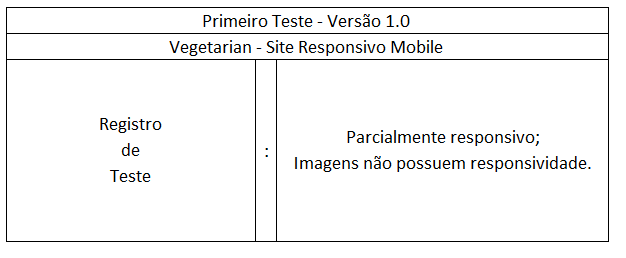 Primeiro Teste - Versão 1.0
Vegetarian - Site Responsivo Mobile
Registro
de
Teste
:
Parcialmente responsivo;
Imagens não possuem responsividade.